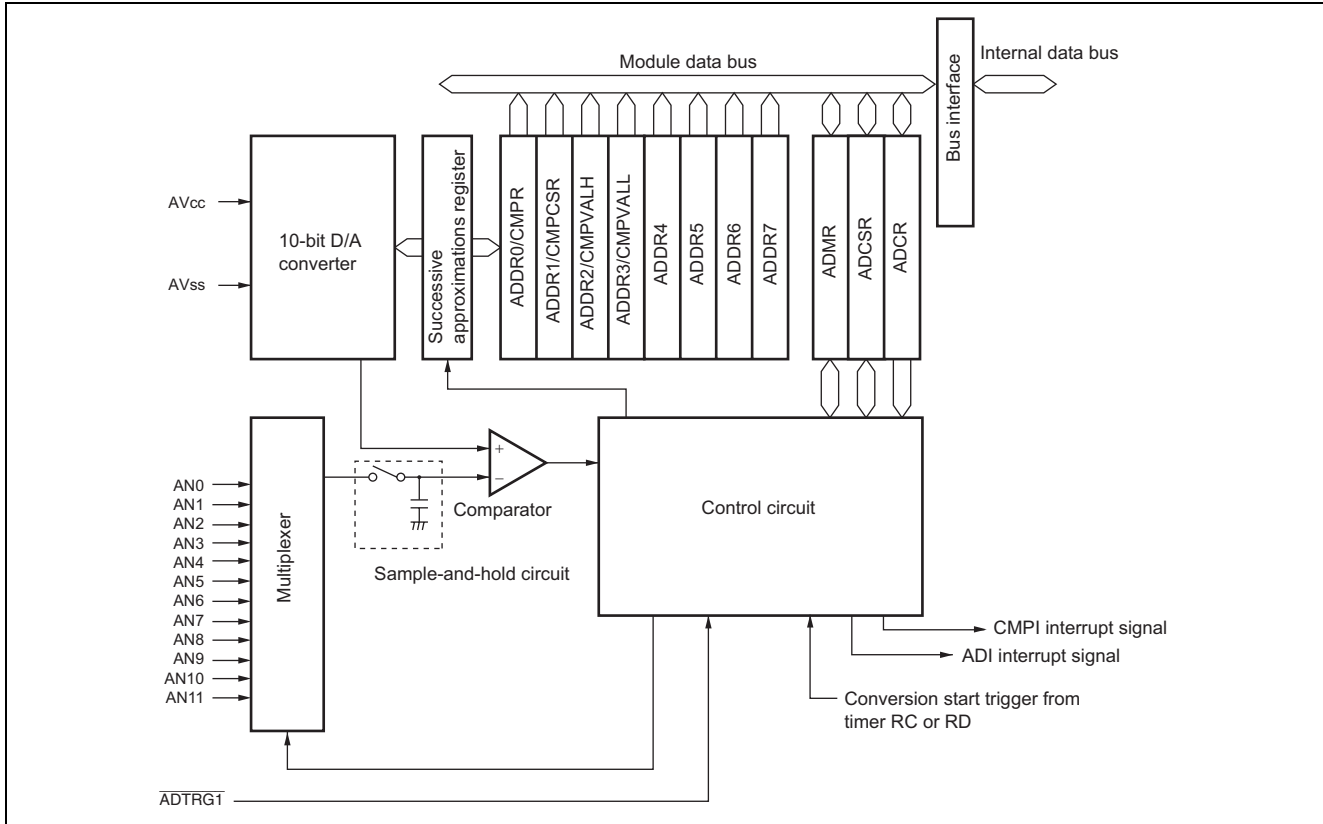 Module data bus
Internal data bus
Bus interface
AVcc
AVss
10-bit D/A
converter
Successive
approximations register
ADDR0/CMPR
ADDR1/CMPCSR
ADDR2/CMPVALH
ADDR3/CMPVALL
ADDR4
ADDR5
ADDR6
ADDR7
ADMR
ADCSR
ADCR
AN0
AN1
AN2
AN3
AN4
AN5
AN6
AN7
AN8
AN9
AN10
AN11
Multiplexer
+
−
Comparator
Sample-and-hold circuit
Control circuit
CMPI interrupt signal
ADI interrupt signal
Conversion start trigger from
timer RC or RD
ADTRG1